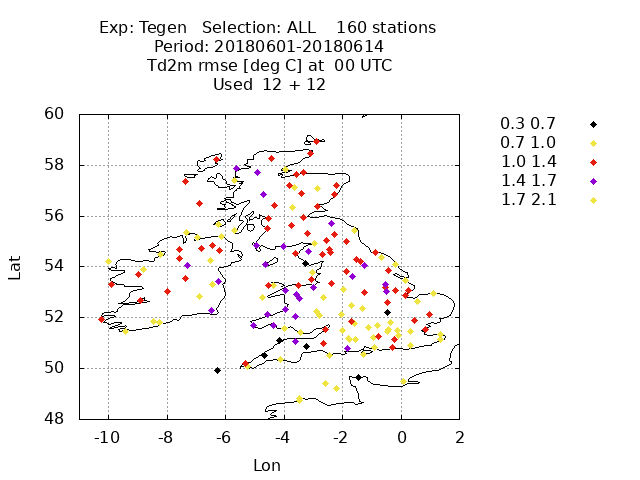 Exp: Tegen Selection: ALL 160 stations
Period: 20180601-20180614
Td2m rmse [deg C] at 00 UTC
Used 12 + 12
0.3 0.7
0.7 1.0
1.0 1.4
1.4 1.7
1.7 2.1
60
58
56
54
52
50
48
Lat
-10 -8 -6 -4 -2 0 2
Lon